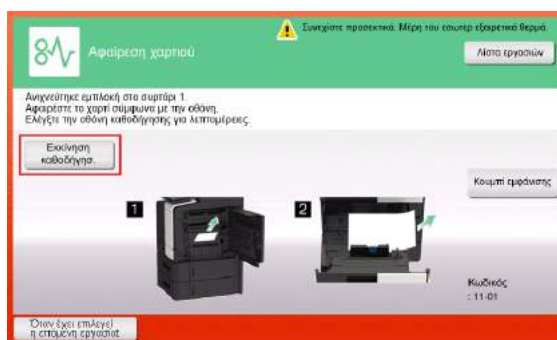 Συνεχίστε προσεκτικά. Μέρη του εσωτερ εξαιρετικά θερμά.
Αφαίρεση χαρτιού
Λίστα εργασιών
Ανιχνεύτηκε εμπλοκή στο συρτάρι 1.
Αφαιρέστε το χαρτί σύμφωνα με την οθόνη.
Ελέγξτε την οθόνη καθοδήγησης για λεπτομέρειες.
Εκκίνηση
καθοδήγησ.
Κουμπί εμφάνισης
1
2
Κωδικός
: 11-01
Όταν έχει επιλεγεί
η επόμενη εργασίαt